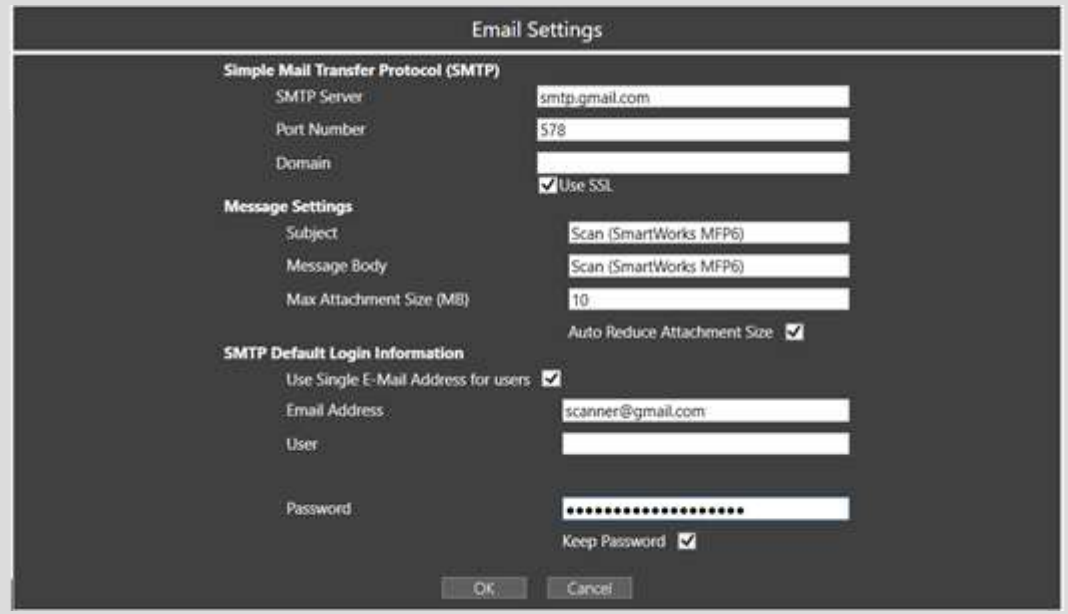 Email Settings
Simple Mail Transfer Protocol (SMTP)
SMTP Server smtp.gmail.com
Port Number 578
Domain
Use SSL
Message Settings
Subject Scan (SmartWorks MFP6)
Message Body Scan (SmartWorks MFP6)
Max Attachment Size (MB) 10
Auto Reduce Attachment Size
SMTP Default Login Information
Use Single E-Mail Address for users
Email Address scanner@gmail.com
User
Password •••••••••••••••••••
Keep Password
OK Cancel